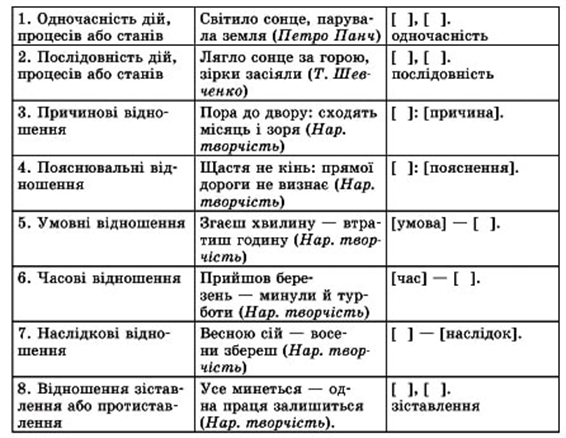 1. Одночасність дій,
процесів або станів
Світило сонце, парува-
ла земля (Петро Панч)
[ ], [ ].
одночасність
2. Послідовність дій,
процесів або станів
Лягло сонце за горою,
зірки засіяли (Т. Шев-
ченко)
[ ], [ ].
послідовність
3. Причинові відно-
шення
Пора до двору: сходять
місяць і зоря (Нар.
творчість)
[ ]: [причина].
4. Пояснювальні від-
ношення
Щастя не кінь: прямої
дороги не визнає (Нар.
творчість)
[ ]: [пояснення].
5. Умовні відношення
Згаєш хвилину — втра-
тиш годину (Нар. твор-
чість)
[умова] — [ ].
6. Часові відношення
Прийшов бере-
зень — минули й тур-
боти (Нар. творчість)
[час] — [ ].
7. Наслідкові відно-
шення
Весною сій — восе-
ни збереш (Нар. твор-
чість)
[ ] — [наслідок].
8. Відношення зістав-
лення або протистав-
лення
Усе минеться — од-
на праця залишиться
(Нар. творчість).
[ ], [ ].
зіставлення